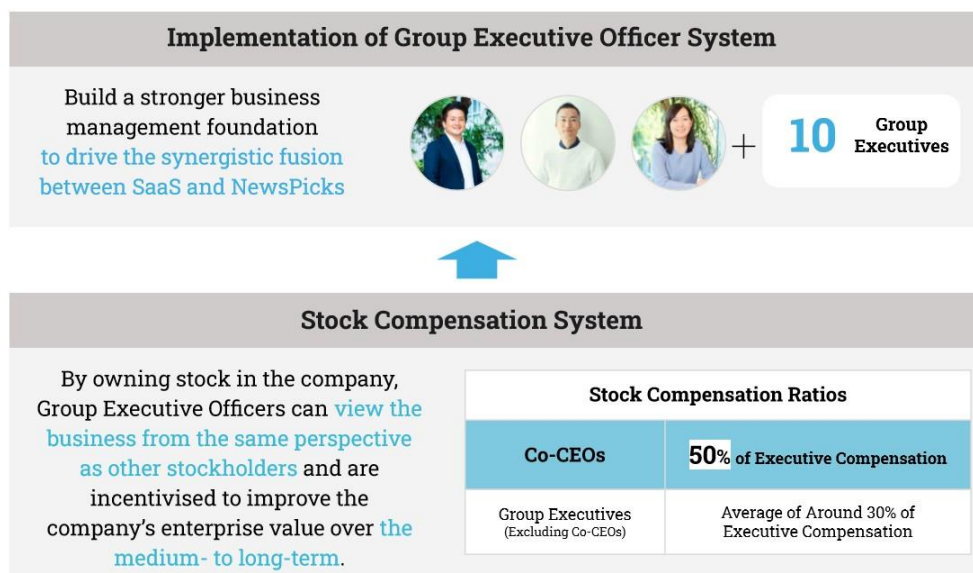 Implementation of Group Executive Officer System
Build a stronger business
management foundation
to drive the synergistic fusion
between SaaS and NewsPicks
+
10
Group
Executives
Stock Compensation System
By owning stock in the company,
Group Executive Officers can view the
business from the same perspective
as other stockholders and are
incentivised to improve the
company’s enterprise value over the
medium- to long-term.
Stock Compensation Ratios
Co-CEOs
50% of Executive Compensation
Group Executives
(Excluding Co-CEOs)
Average of Around 30% of
Executive Compensation